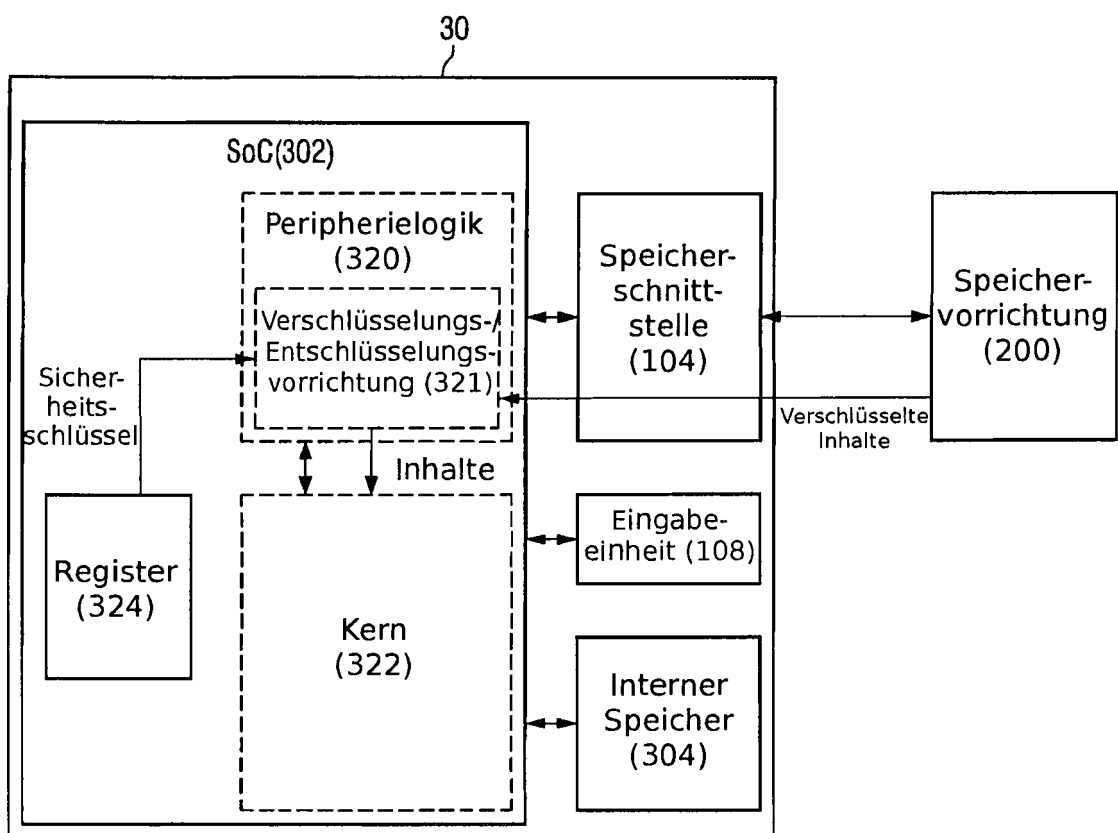 30
SoC(302)
Peripherielogik
(320)
Verschlüsselungs-/
Entschlüsselungs-
vorrichtung (321)
Sicher-
heits-
schlüssel
Inhalte
Register
(324)
Kern
(322)
Speicher-
schnitt-
stelle
(104)
Eingabe-
einheit (108)
Interner
Speicher
(304)
Speicher-
vorrichtung
(200)
Verschlüsselte
Inhalte